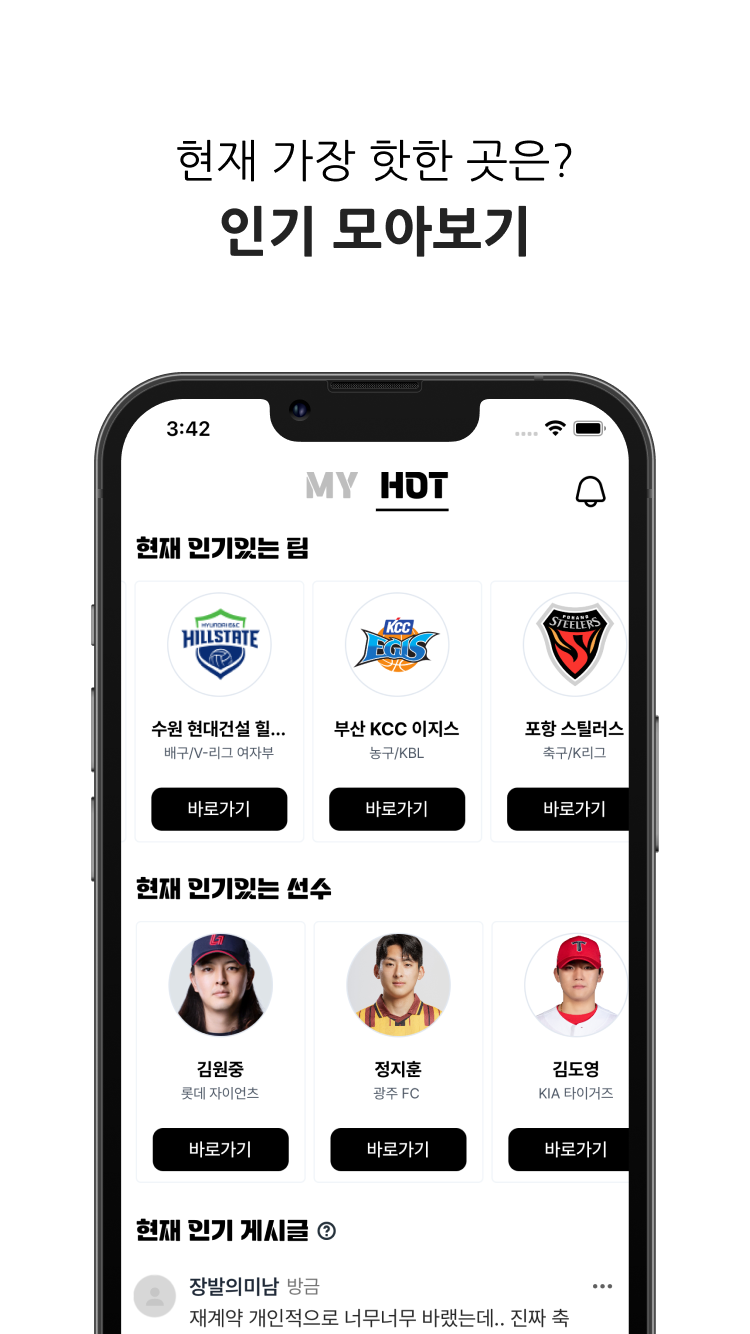 현재 가장 핫한 곳은?
인기 모아보기
3:42
MY HOT
현재 인기있는 팀
HYUNDAI E&C
HILLSTATE
KCC
EGIS
POHANG
STEELERS
수원 현대건설 힐...
부산 KCC 이지스
포항 스틸러스
배구/V-리그 여자부
농구/KBL
축구/K리그
바로가기
바로가기
바로가기
현재 인기있는 선수
T
김원중
정지훈
김도영
롯데 자이언츠
광주 FC
KIA 타이거즈
바로가기
바로가기
바로가기
현재 인기 게시글 ?
장발의미남 방금
재계약 개인적으로 너무너무 바랬는데.. 진짜 축